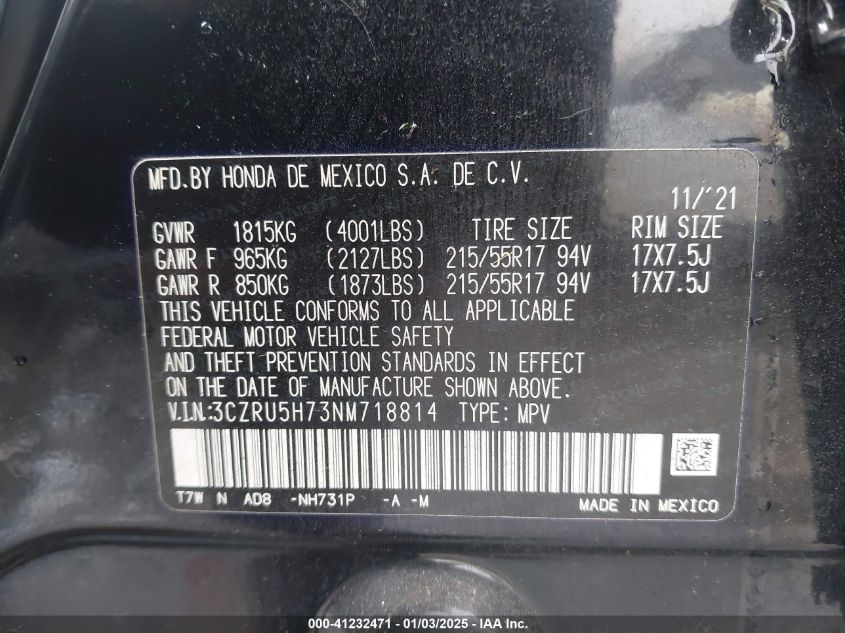 MFD.BY HONDA DE MEXICO S.A. DE C.V.
11/'21
GVWR 1815KG (4001LBS) TIRE SIZE RIM SIZE
GAWR F 965KG (2127LBS) 215/55R17 94V 17X7.5J
GAWR R 850KG (1873LBS) 215/55R17 94V 17X7.5J
THIS VEHICLE CONFORMS TO ALL APPLICABLE
FEDERAL MOTOR VEHICLE SAFETY
AND THEFT PREVENTION STANDARDS IN EFFECT
ON THE DATE OF MANUFACTURE SHOWN ABOVE.
V.I.N.:3CZRU5H73NM718814 TYPE: MPV
T7W N AD8 -NH731P -A -M
MADE IN MEXICO
000-41232471 - 01/03/2025 - IAA Inc.